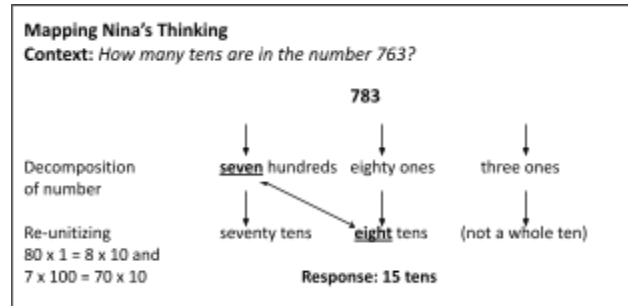 Mapping Nina's Thinking
Context: How many tens are in the number 763?
783
Decomposition seven hundreds eighty ones three ones
of number
Re-unitizing seventy tens eight tens (not a whole ten)
80 x 1 = 8 x 10 and
7 x 100 = 70 x 10 Response: 15 tens